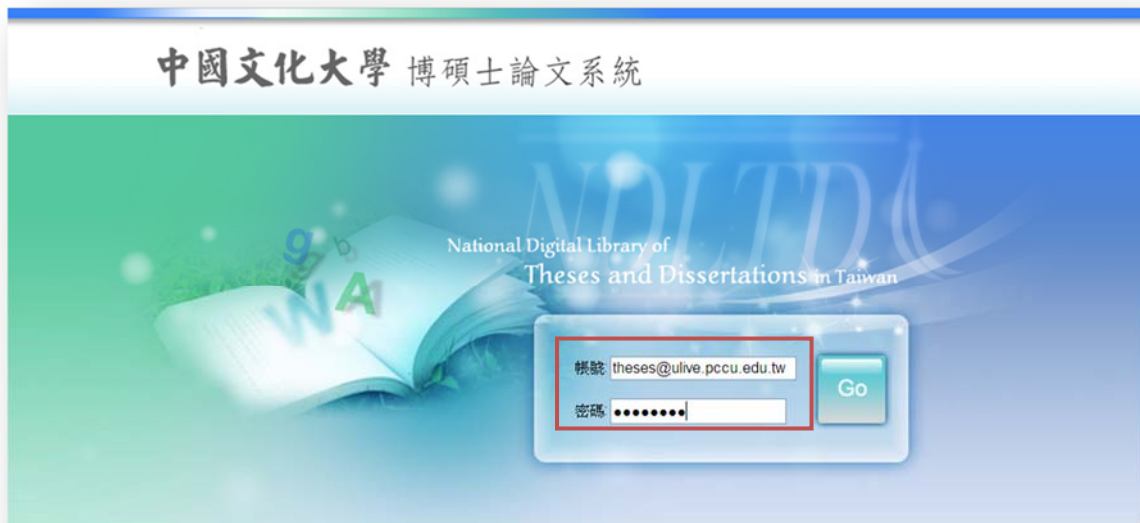 中國文化大學 博碩士論文系統
NDLTD
g b
W A
National Digital Library of
Theses and Dissertations in Taiwan
帳號: theses@ulive.pccu.edu.tw
密碼: ●●●●●●●●
Go